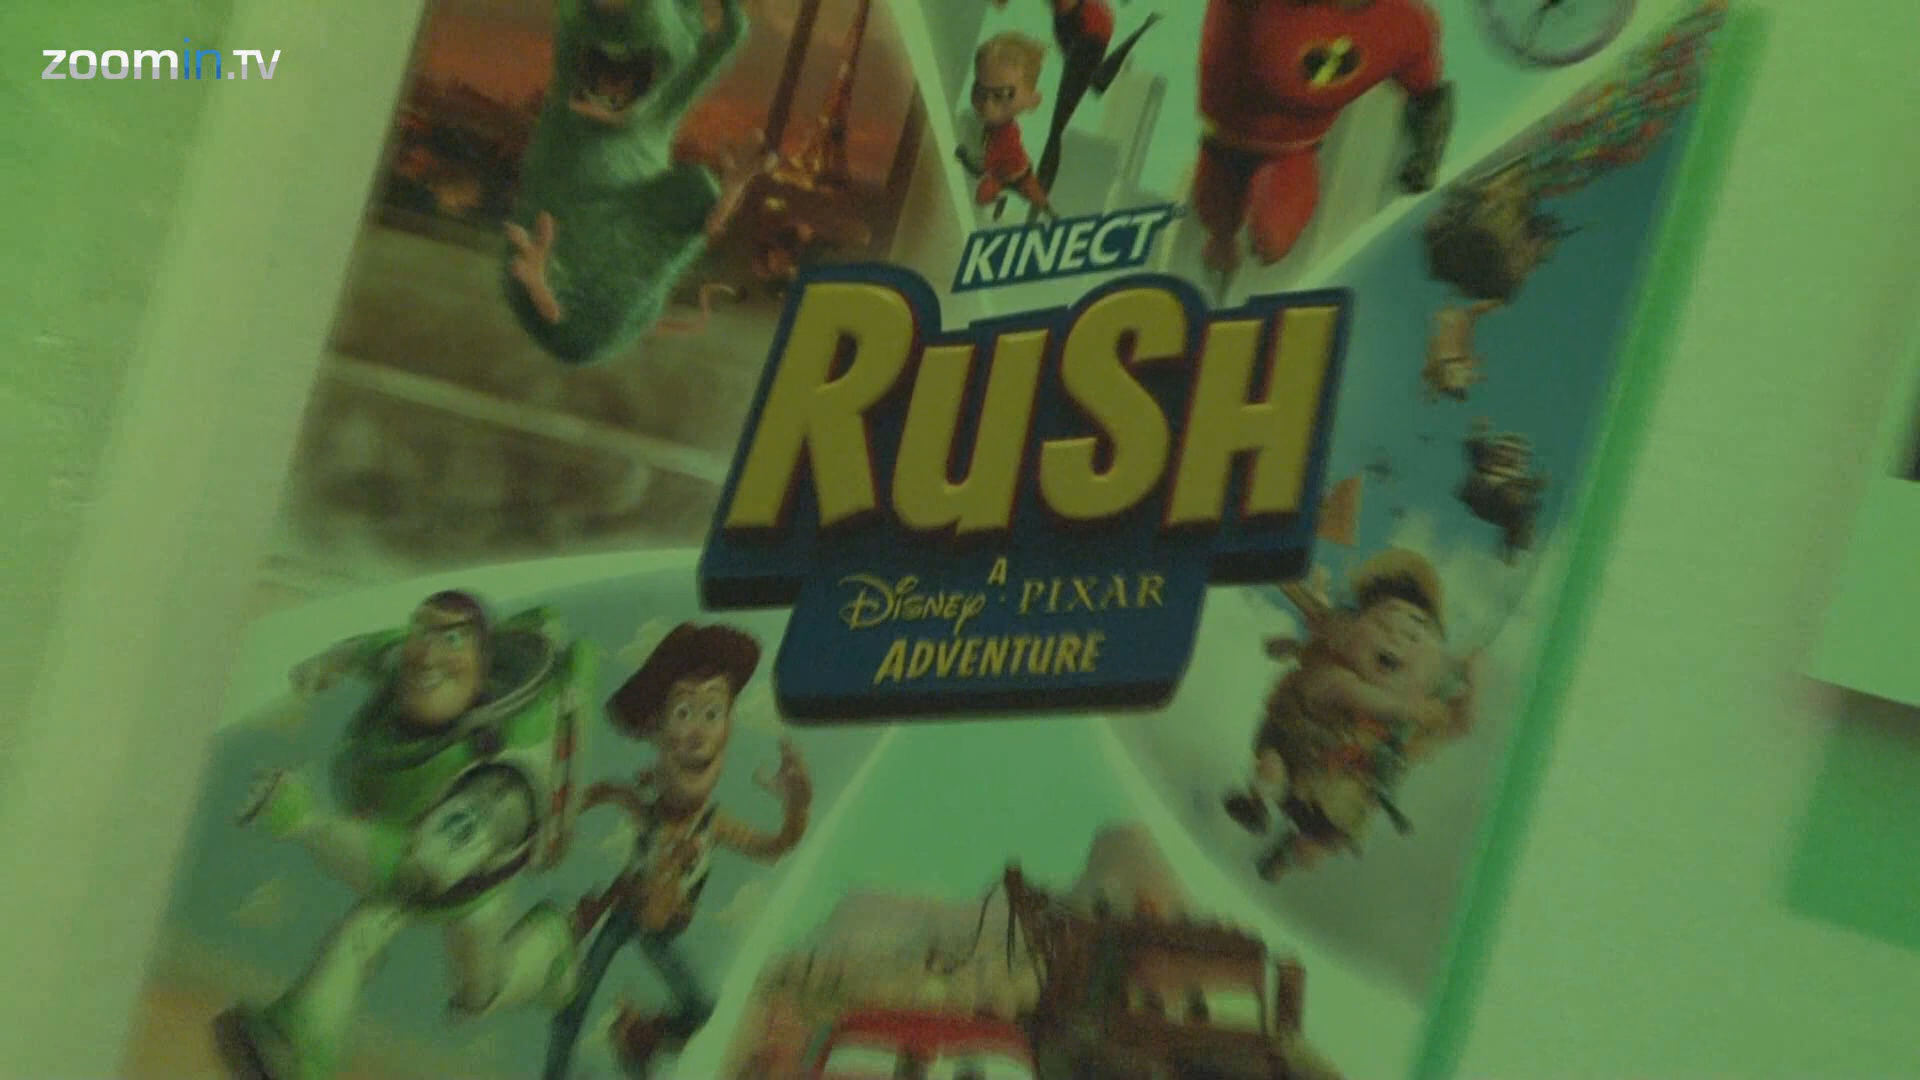 zoomin.TV
KINECT
RUSH
A
DISNEY · PIXAR
ADVENTURE